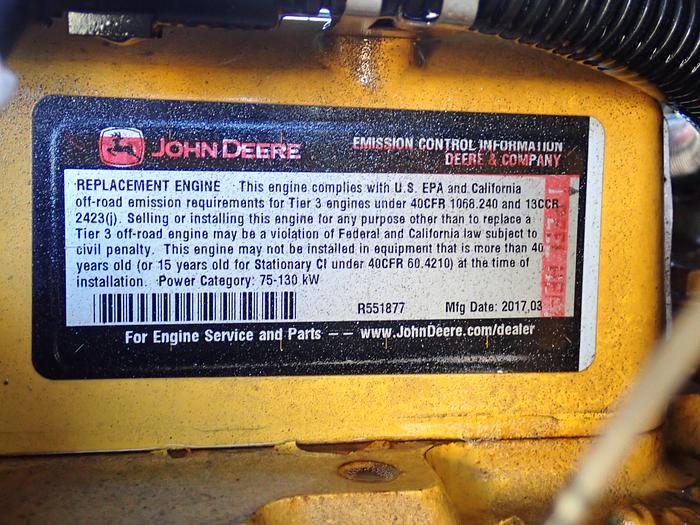 JOHN DEERE
EMISSION CONTROL INFORMATION
DEERE & COMPANY
REPLACEMENT ENGINE This engine complies with U.S. EPA and California
off-road emission requirements for Tier 3 engines under 40CFR 1068.240 and 13CCR
2423(j). Selling or installing this engine for any purpose other than to replace a
Tier 3 off-road engine may be a violation of Federal and California law subject to
civil penalty. This engine may not be installed in equipment that is more than 40
years old (or 15 years old for Stationary CI under 40CFR 60.4210) at the time of
installation. Power Category: 75-130 kW
R551877 Mfg Date: 2017,03
For Engine Service and Parts — — www.JohnDeere.com/dealer